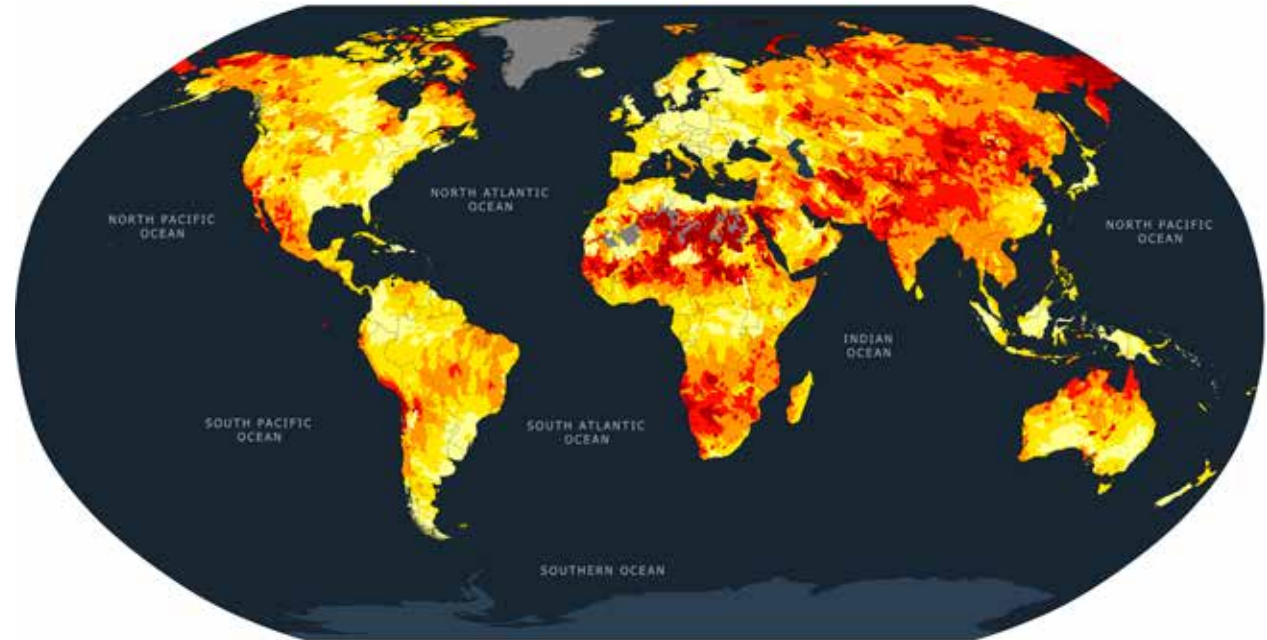 NORTH ATLANTIC
OCEAN
NORTH PACIFIC
OCEAN
NORTH PACIFIC
OCEAN
INDIAN
OCEAN
SOUTH PACIFIC
OCEAN
SOUTH ATLANTIC
OCEAN
SOUTHERN OCEAN